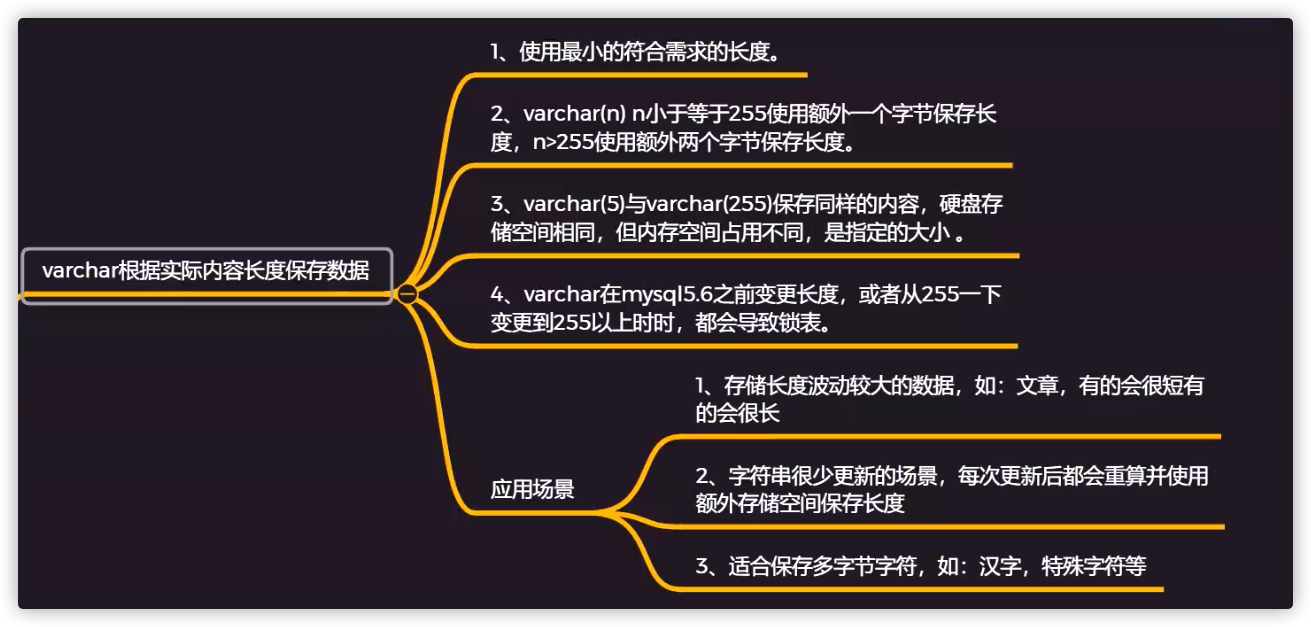 1、使用最小的符合需求的长度。
2、varchar(n) n小于等于255使用额外一个字节保存长
度，n>255使用额外两个字节保存长度。
3、varchar(5)与varchar(255)保存同样的内容，硬盘存
储空间相同，但内存空间占用不同，是指定的大小 。
varchar根据实际内容长度保存数据
4、varchar在mysql5.6之前变更长度，或者从255一下
变更到255以上时时，都会导致锁表。
应用场景
1、存储长度波动较大的数据，如：文章，有的会很短有
的会很长
2、字符串很少更新的场景，每次更新后都会重算并使用
额外存储空间保存长度
3、适合保存多字节字符，如：汉字，特殊字符等